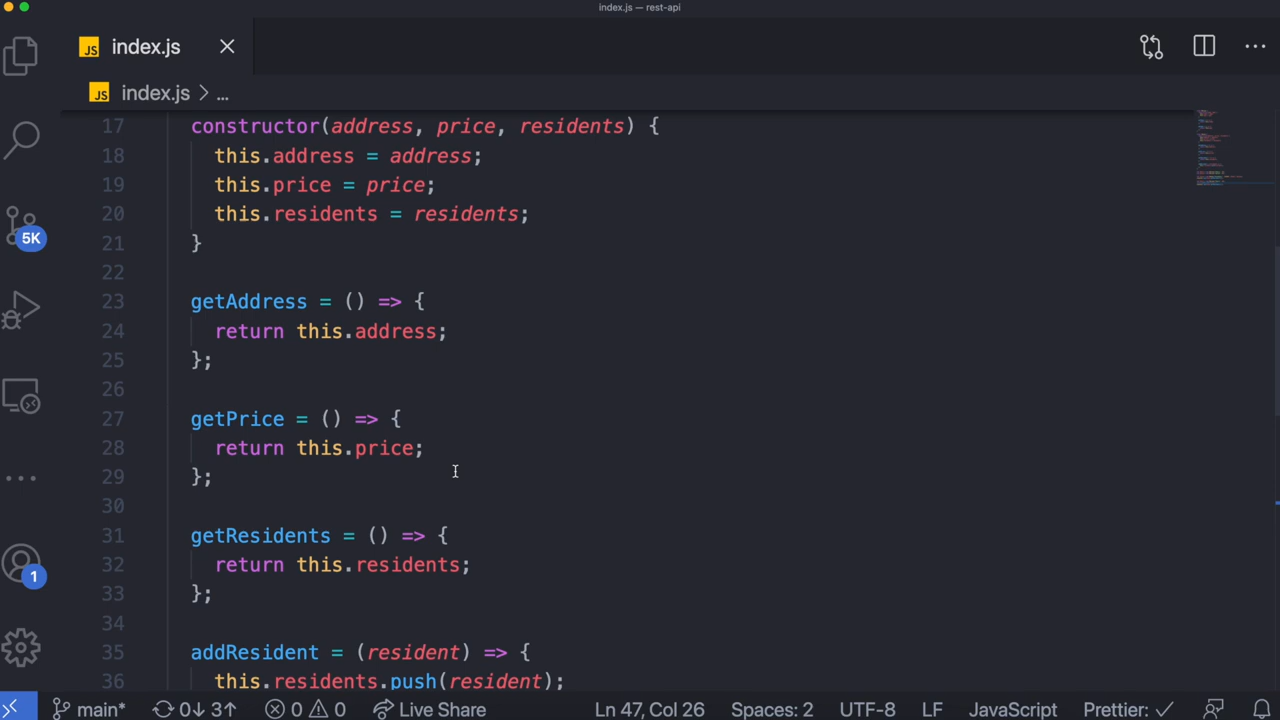 index.js — rest-api
JS index.js
JS index.js > ...
17 constructor(address, price, residents) {
18 this.address = address;
19 this.price = price;
20 this.residents = residents;
21 }
22
23 getAddress = () => {
24 return this.address;
25 };
26
27 getPrice = () => {
28 return this.price;
29 };
30
31 getResidents = () => {
32 return this.residents;
33 };
34
35 addResident = (resident) => {
36 this.residents.push(resident);
5K
1
main* 0↓ 3↑ 0 0 Live Share Ln 47, Col 26 Spaces: 2 UTF-8 LF JavaScript Prettier: ✓